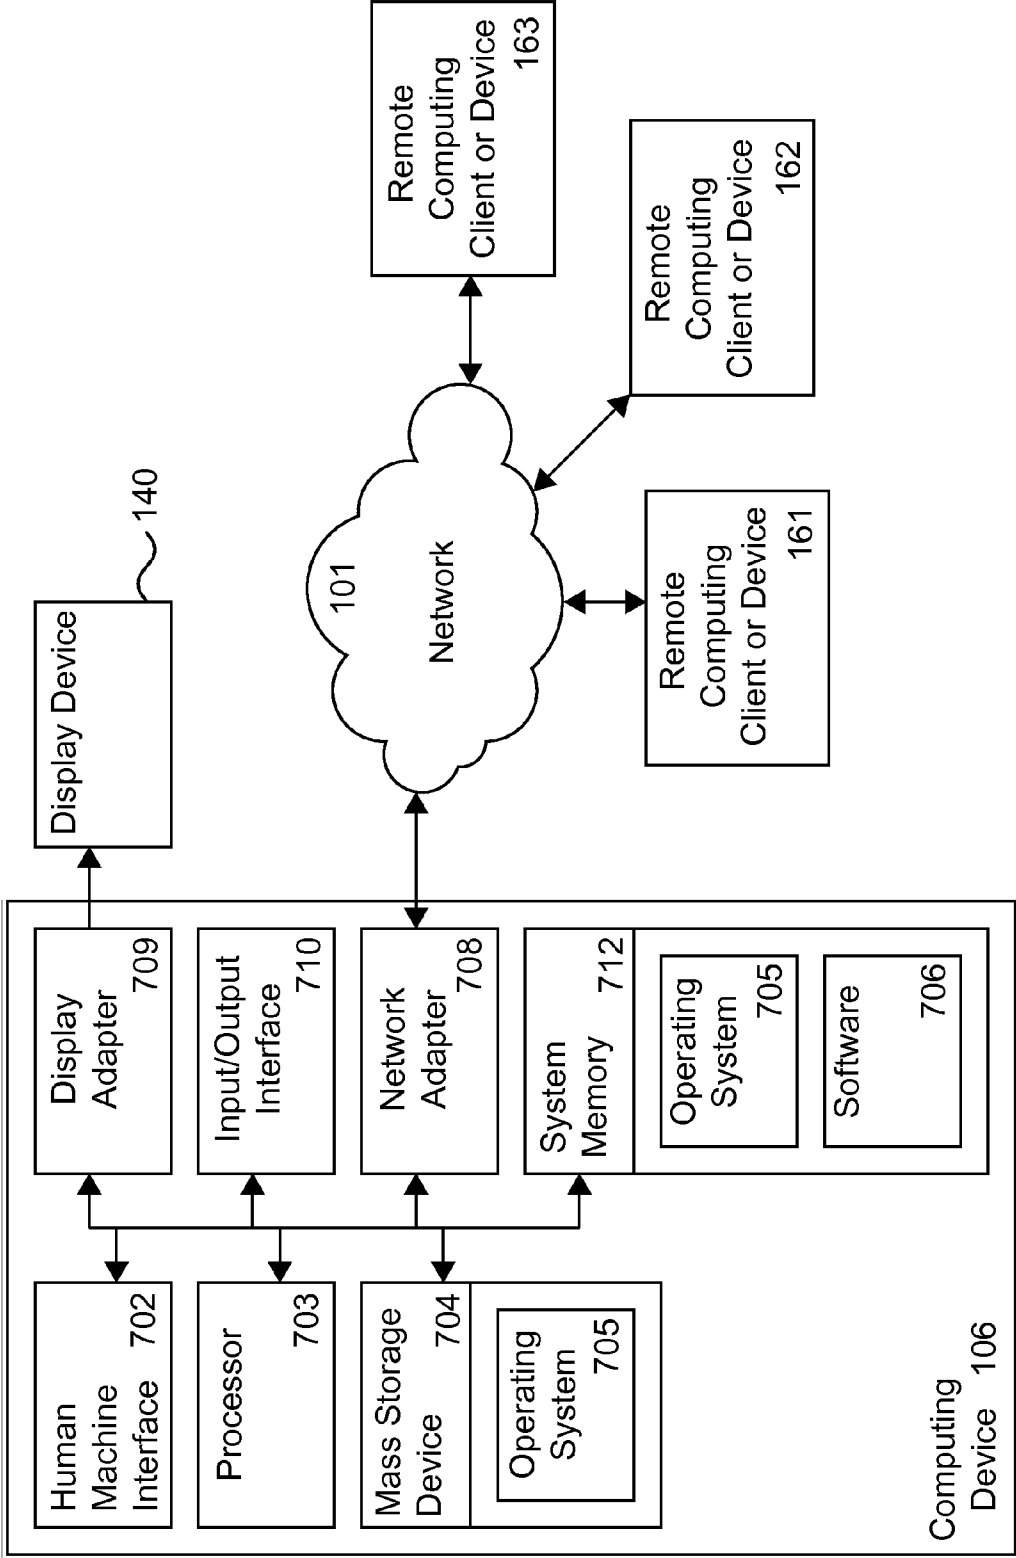 Human
Machine
Interface 702
Processor
703
Mass Storage
Device 704
Operating
System
705
Computing
Device 106
Display
Adapter
709
Input/Output
Interface
710
Network
Adapter
708
System
Memory 712
Operating
System
705
Software
706
Display Device
140
101
Network
Remote
Computing
Client or Device
161
Remote
Computing
Client or Device
162
Remote
Computing
Client or Device
163